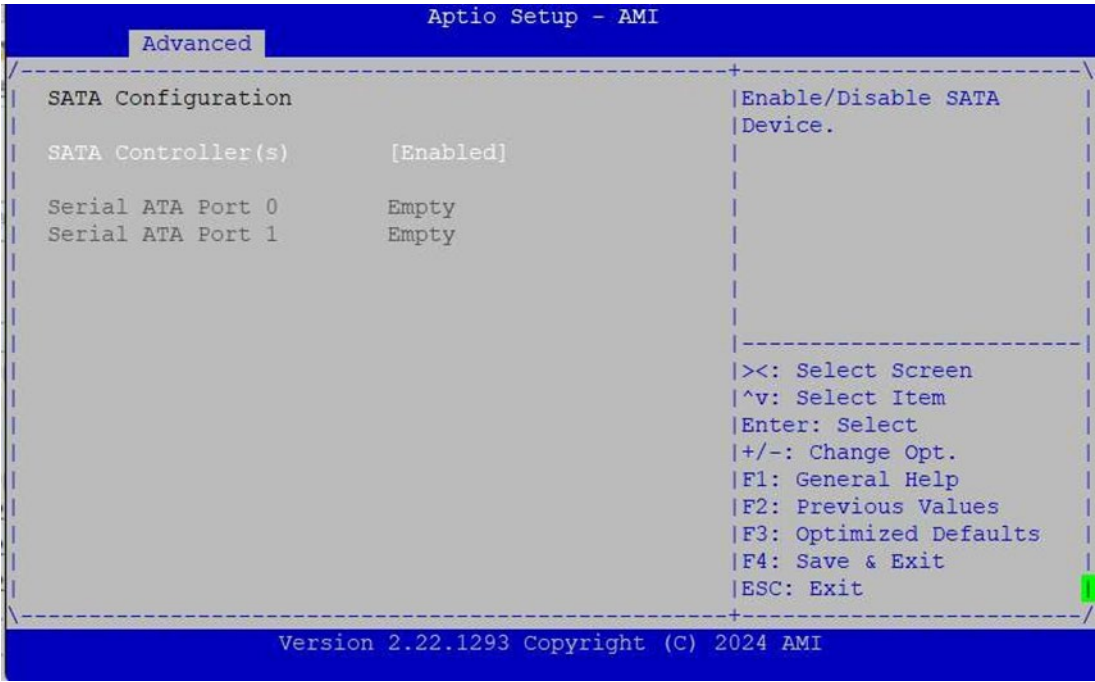 Aptio Setup - AMI
Advanced
SATA Configuration
SATA Controller(s) [Enabled]
Serial ATA Port 0 Empty
Serial ATA Port 1 Empty
Enable/Disable SATA
Device.
><: Select Screen
^v: Select Item
Enter: Select
+/-: Change Opt.
F1: General Help
F2: Previous Values
F3: Optimized Defaults
F4: Save & Exit
ESC: Exit
Version 2.22.1293 Copyright (C) 2024 AMI